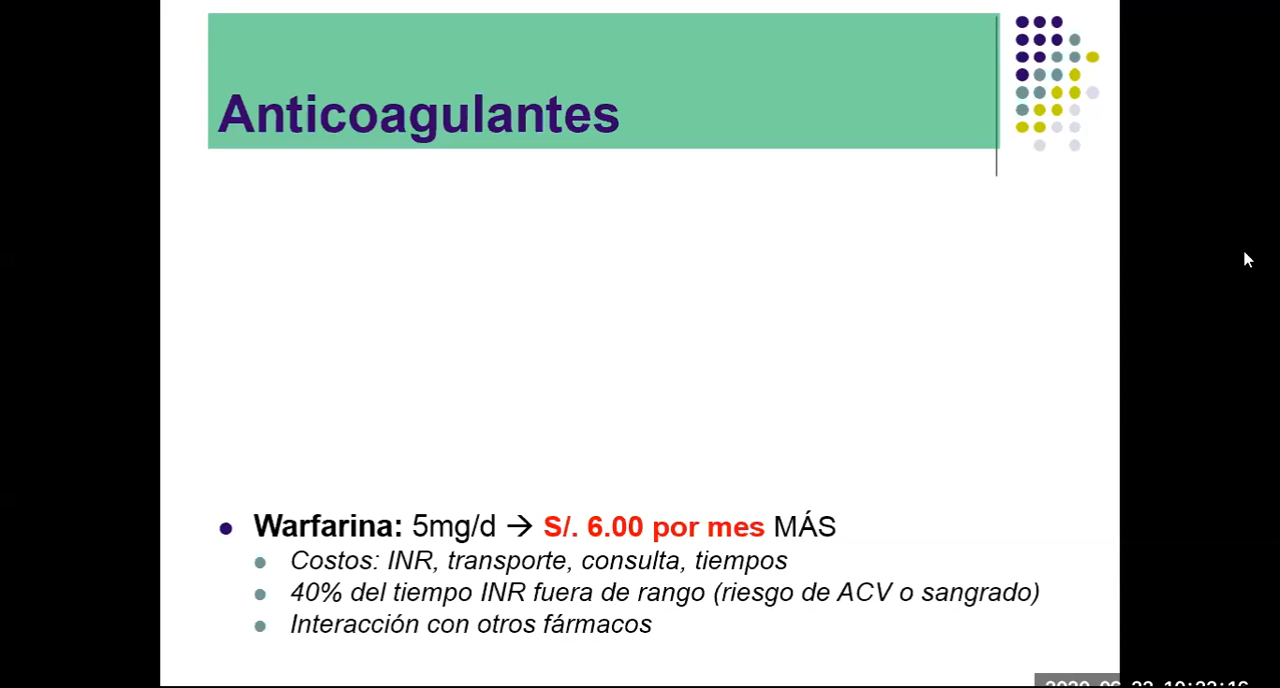 Anticoagulantes
Warfarina: 5mg/d → S/. 6.00 por mes MÁS
Costos: INR, transporte, consulta, tiempos
40% del tiempo INR fuera de rango (riesgo de ACV o sangrado)
Interacción con otros fármacos